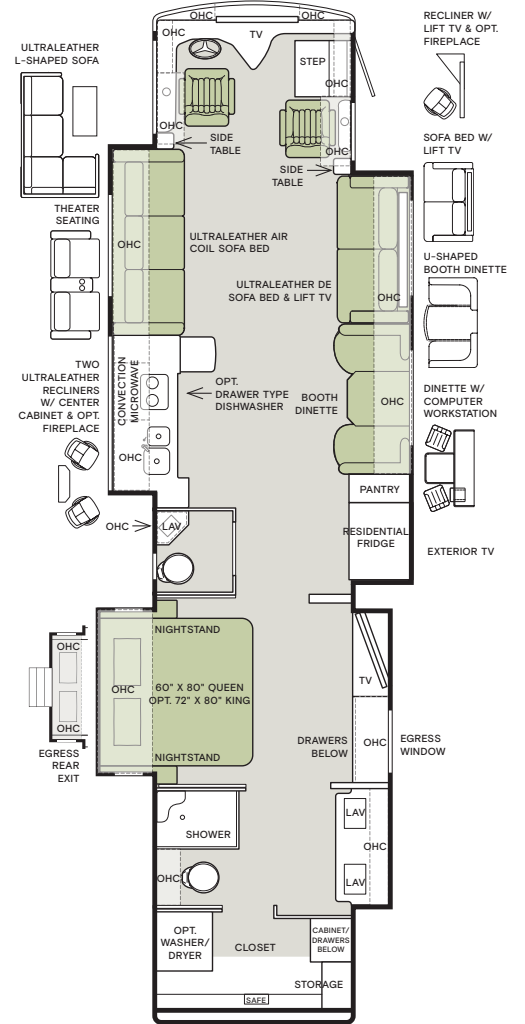 OHC
OHC
OHC
TV
STEP
OHC
OHC
OHC
SIDE
TABLE
SIDE
TABLE
ULTRALEATHER
L-SHAPED SOFA
THEATER
SEATING
TWO
ULTRALEATHER
RECLINERS
W/ CENTER
CABINET & OPT.
FIREPLACE
RECLINER W/
LIFT TV & OPT.
FIREPLACE
SOFA BED W/
LIFT TV
U-SHAPED
BOOTH DINETTE
DINETTE W/
COMPUTER
WORKSTATION
EXTERIOR TV
OHC
ULTRALEATHER AIR
COIL SOFA BED
ULTRALEATHER DE
SOFA BED & LIFT TV
OHC
CONVECTION
MICROWAVE
OPT.
DRAWER TYPE
DISHWASHER
BOOTH
DINETTE
OHC
OHC
PANTRY
RESIDENTIAL
FRIDGE
OHC
LAV
NIGHTSTAND
OHC
60" X 80" QUEEN
OPT. 72" X 80" KING
NIGHTSTAND
OHC
OHC
EGRESS
REAR
EXIT
TV
DRAWERS
BELOW
OHC
EGRESS
WINDOW
SHOWER
LAV
OHC
LAV
OHC
OPT.
WASHER/
DRYER
CLOSET
CABINET/
DRAWERS
BELOW
STORAGE
SAFE